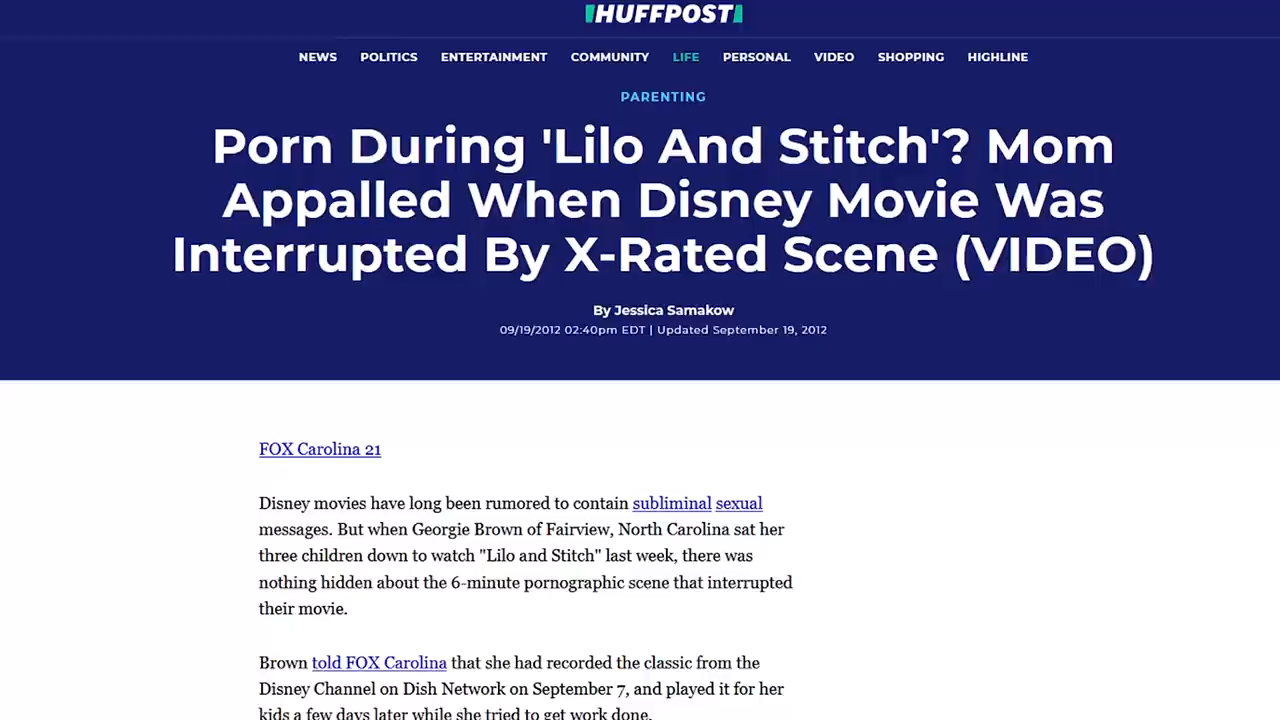 HUFFPOST
NEWS POLITICS ENTERTAINMENT COMMUNITY LIFE PERSONAL VIDEO SHOPPING HIGHLINE
PARENTING
Porn During 'Lilo And Stitch'? Mom
Appalled When Disney Movie Was
Interrupted By X-Rated Scene (VIDEO)
By Jessica Samakow
09/19/2012 02:40pm EDT | Updated September 19, 2012
FOX Carolina 21
Disney movies have long been rumored to contain subliminal sexual
messages. But when Georgie Brown of Fairview, North Carolina sat her
three children down to watch "Lilo and Stitch" last week, there was
nothing hidden about the 6-minute pornographic scene that interrupted
their movie.
Brown told FOX Carolina that she had recorded the classic from the
Disney Channel on Dish Network on September 7, and played it for her
kids a few days later while she tried to get work done.